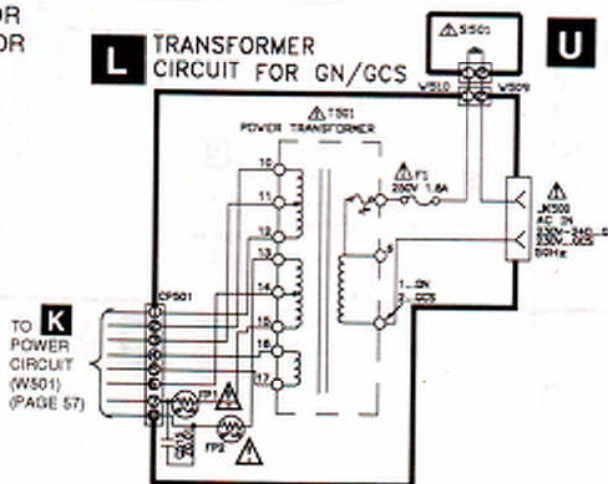 OR
OR
L TRANSFORMER
CIRCUIT FOR GN/GCS
S1501
U
W510 W509
T501
POWER TRANSFORMER
10
11
12
13
14
15
16
17
F1
250V 1.6A
AC IN
50Hz
1...GN
2...GCS
CP501
TO K
POWER
CIRCUIT
(W501)
(PAGE 57)
FP1
FP2